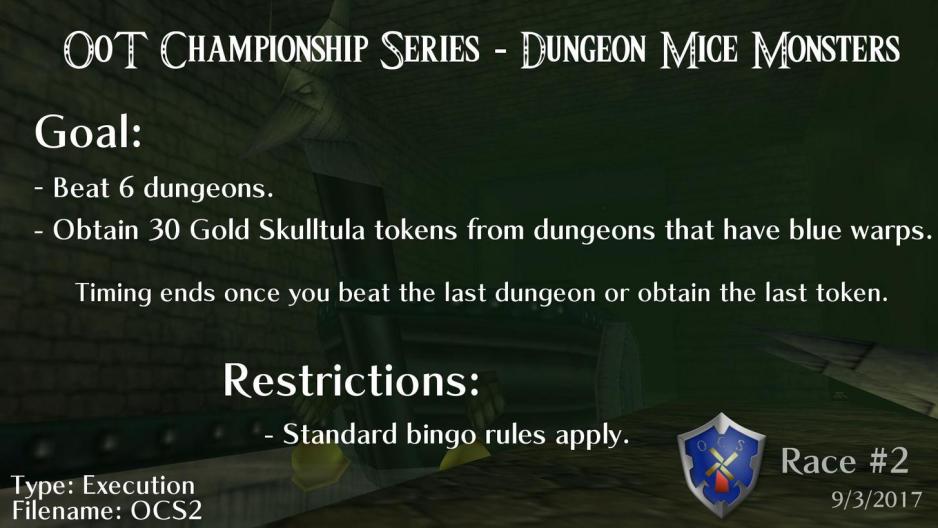 OoT Championship Series - Dungeon Mice Monsters
Goal:
- Beat 6 dungeons.
- Obtain 30 Gold Skulltula tokens from dungeons that have blue warps.
Timing ends once you beat the last dungeon or obtain the last token.
Restrictions:
- Standard bingo rules apply.
OCS
Race #2
9/3/2017
Type: Execution
Filename: OCS2